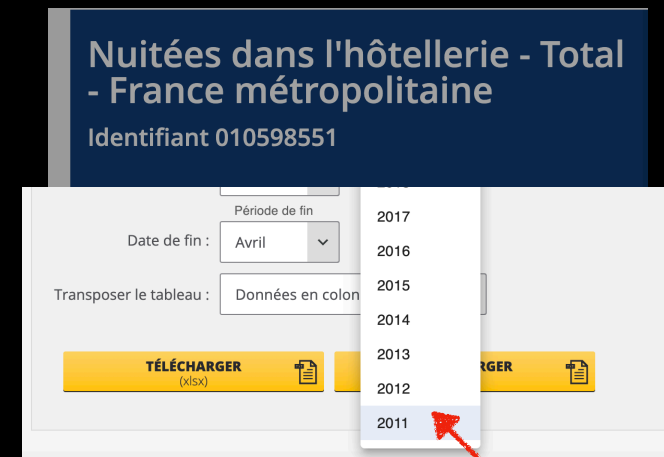 Nuitées dans l'hôtellerie - Total
- France métropolitaine
Identifiant 010598551
Période de fin
2017
Date de fin :
Avril
2016
2015
Transposer le tableau :
Données en colon
2014
2013
TÉLÉCHARGER
(xlsx)
RGER
2012
2011